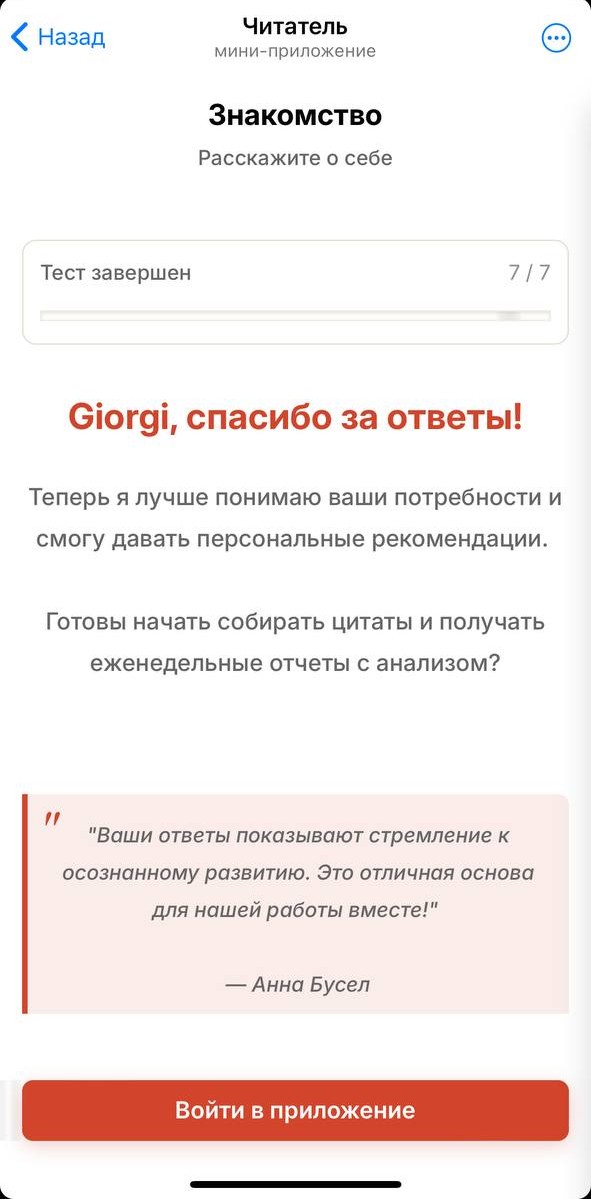 Назад
Читатель
мини-приложение
Знакомство
Расскажите о себе
Тест завершен
7 / 7
Giorgi, спасибо за ответы!
Теперь я лучше понимаю ваши потребности и
смогу давать персональные рекомендации.
Готовы начать собирать цитаты и получать
еженедельные отчеты с анализом?
"
"Ваши ответы показывают стремление к
осознанному развитию. Это отличная основа
для нашей работы вместе!"
— Анна Бусел
Войти в приложение